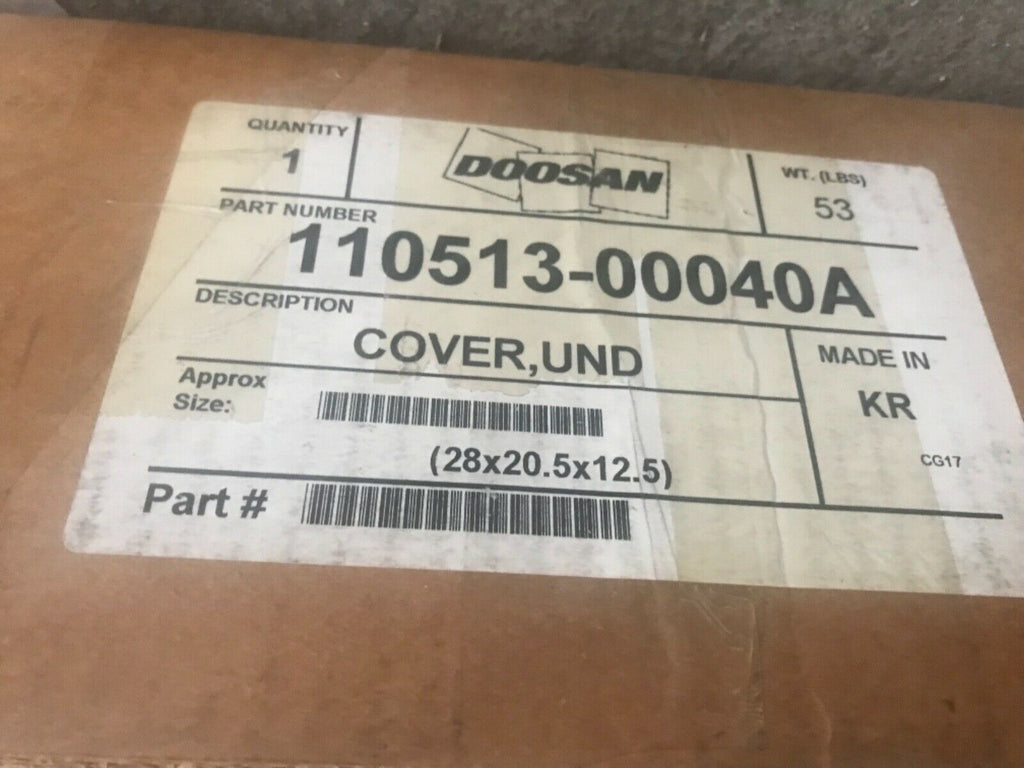 QUANTITY
1
DOOSAN
WT. (LBS)
53
PART NUMBER
110513-00040A
DESCRIPTION
COVER,UND
MADE IN
KR
Approx
Size:
(28x20.5x12.5)
CG17
Part #